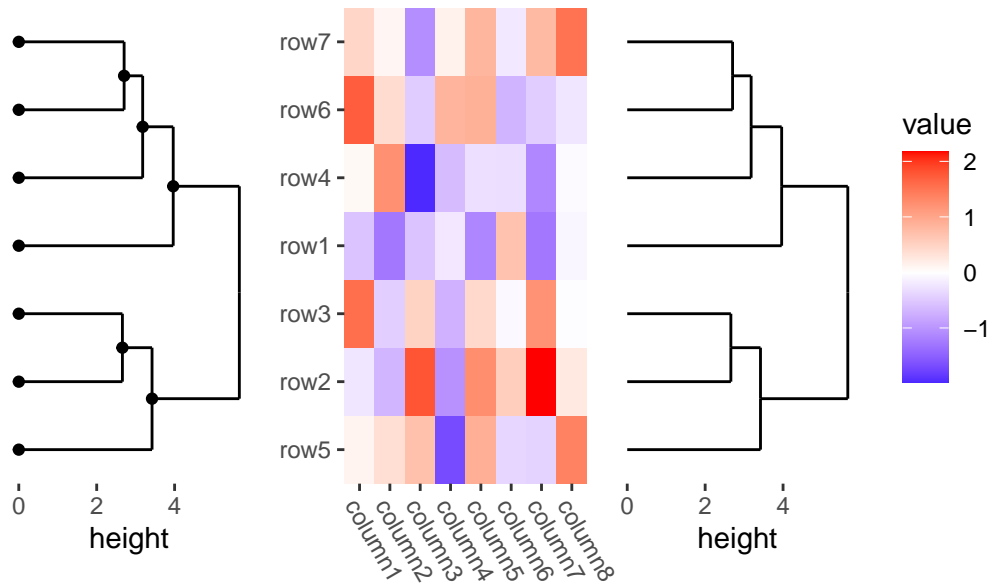 row7
row6
row4
row1
row3
row2
row5
0 2 4
height
column1
column2
column3
column4
column5
column6
column7
column8
0 2 4
height
value
2
1
0
−1